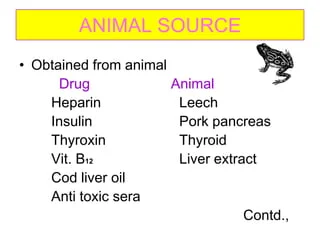 ANIMAL SOURCE
• Obtained from animal
Drug Animal
Heparin Leech
Insulin Pork pancreas
Thyroxin Thyroid
Vit. B₁₂ Liver extract
Cod liver oil
Anti toxic sera
Contd.,